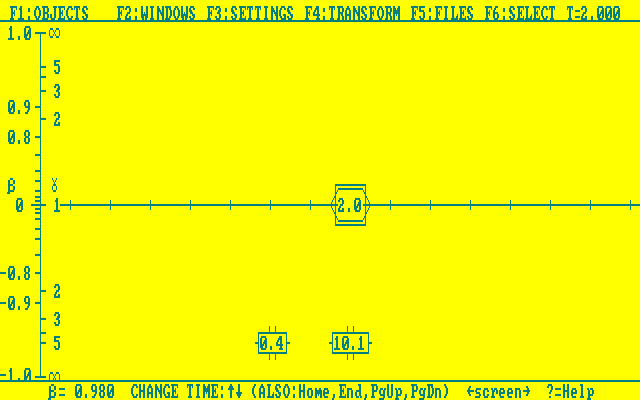 F1:OBJECTS F2:WINDOWS F3:SETTINGS F4:TRANSFORM F5:FILES F6:SELECT T=2.000
1.0 ∞
5
3
0.9
2
0.8
β γ
0 1 2.0
-0.8
2
-0.9
3
5 0.4 10.1
-1.0 ∞
β= 0.980 CHANGE TIME:↑↓ (ALSO:Home,End,PgUp,PgDn) ←screen→ ?=Help